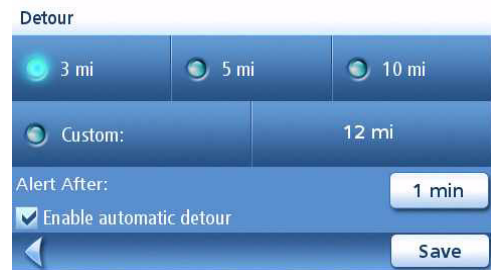 Detour
3 mi 5 mi 10 mi
Custom: 12 mi
Alert After: 1 min
Enable automatic detour
Save